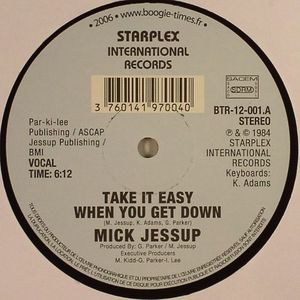 • 2006 • www.boogie-times.fr •
STARPLEX
INTERNATIONAL
RECORDS
3 760141 970040
SACEM
SDRM
BTR-12-001.A
STEREO
Par-ki-lee
Publishing / ASCAP
Jessup Publishing /
BMI
VOCAL
TIME: 6:12
℗ & © 1984
STARPLEX
INTERNATIONAL
RECORDS
Keyboards:
K. Adams
TAKE IT EASY
WHEN YOU GET DOWN
(M. Jessup, K. Adams, G. Parker)
MICK JESSUP
Produced By: G. Parker / M. Jessup
Executive Producers
M. Kidd-G. Parker-I. Lee